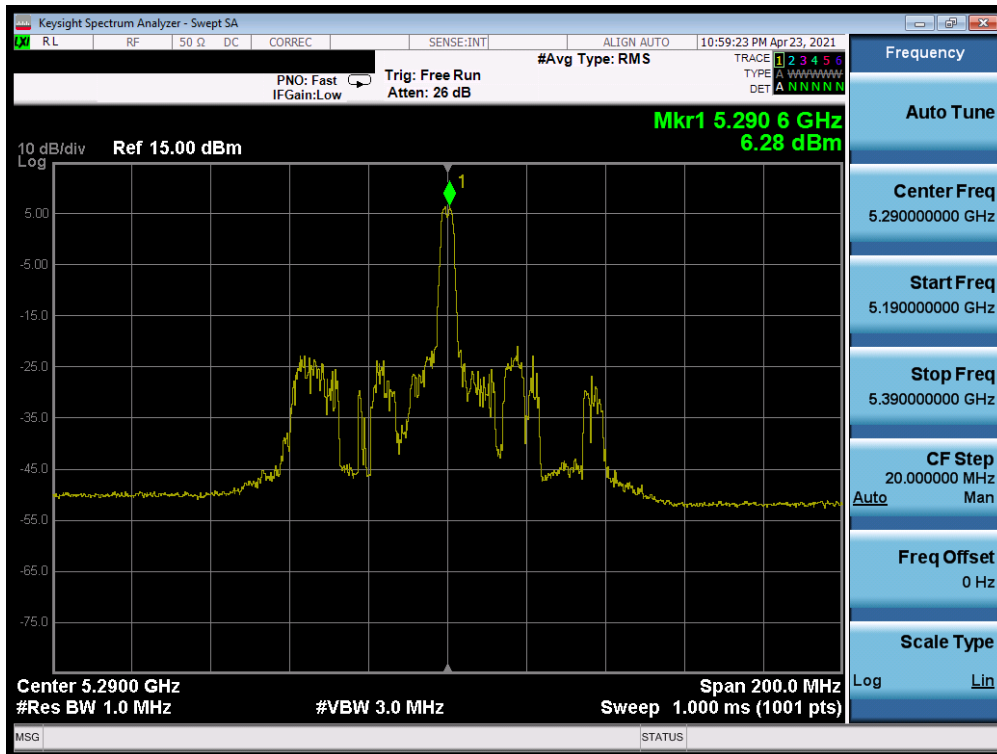 Keysight Spectrum Analyzer - Swept SA
LXI RL RF 50 Ω DC CORREC SENSE:INT ALIGN AUTO 10:59:23 PM Apr 23, 2021
#Avg Type: RMS
TRACE 1 2 3 4 5 6
TYPE A WWWWW
DET A N N N N N
PNO: Fast
IFGain:Low
Trig: Free Run
Atten: 26 dB
Mkr1 5.290 6 GHz
6.28 dBm
10 dB/div Ref 15.00 dBm
Log
1
5.00
-5.00
-15.0
-25.0
-35.0
-45.0
-55.0
-65.0
-75.0
Center 5.2900 GHz Span 200.0 MHz
#Res BW 1.0 MHz #VBW 3.0 MHz Sweep 1.000 ms (1001 pts)
MSG STATUS
Frequency
Auto Tune
Center Freq
5.290000000 GHz
Start Freq
5.190000000 GHz
Stop Freq
5.390000000 GHz
CF Step
20.000000 MHz
Auto Man
Freq Offset
0 Hz
Scale Type
Log Lin